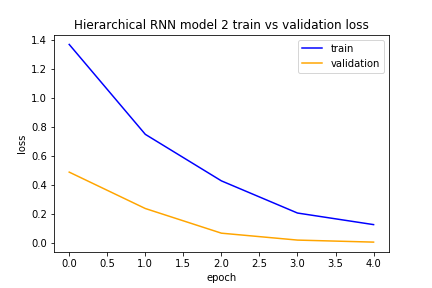 Hierarchical RNN model 2 train vs validation loss
train
validation
loss
1.4
1.2
1.0
0.8
0.6
0.4
0.2
0.0
0.0 0.5 1.0 1.5 2.0 2.5 3.0 3.5 4.0
epoch